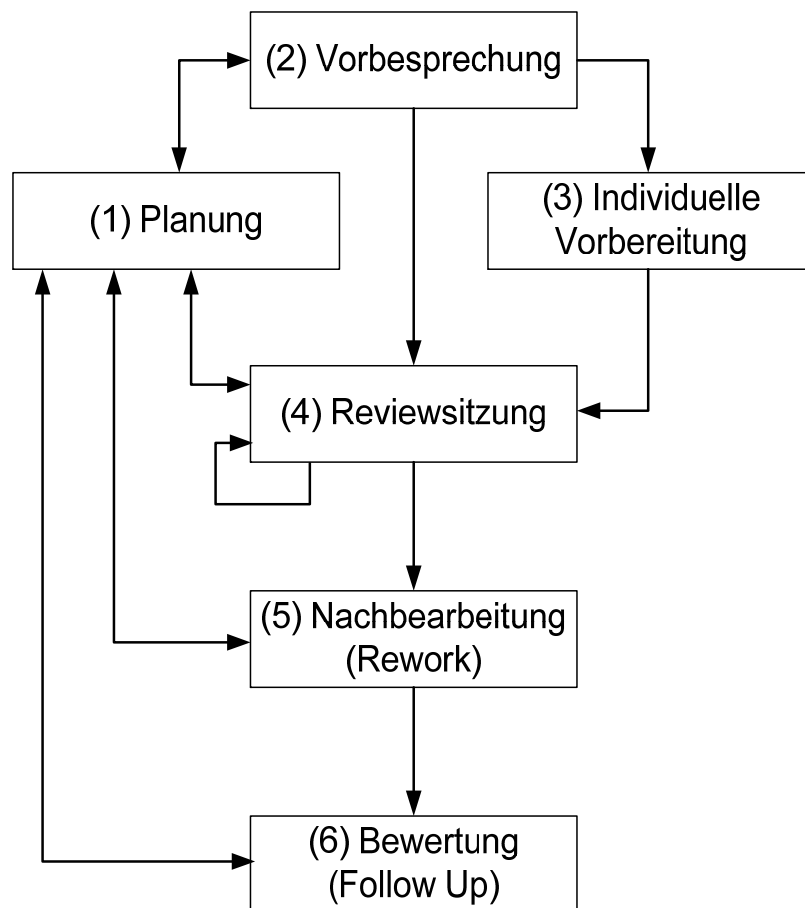 (2) Vorbesprechung
(1) Planung
(3) Individuelle
Vorbereitung
(4) Reviewsitzung
(5) Nachbearbeitung
(Rework)
(6) Bewertung
(Follow Up)